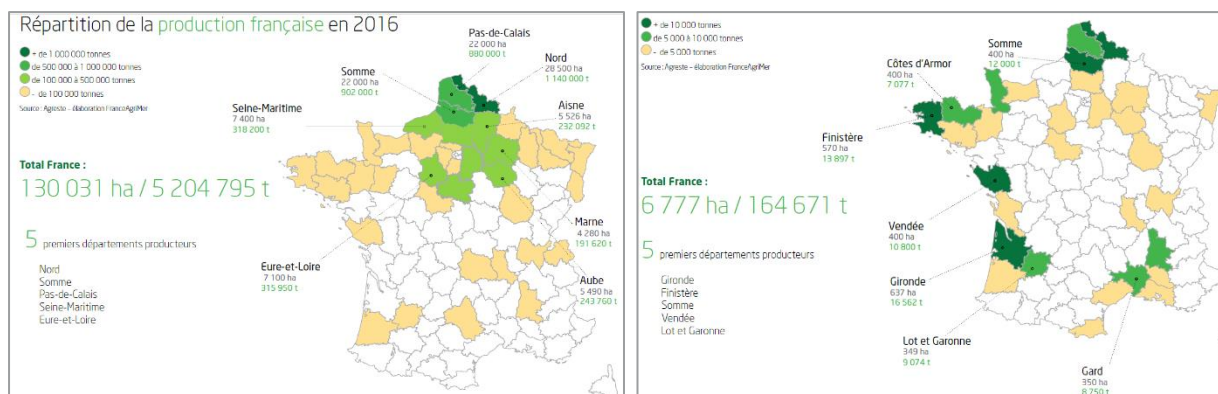 Répartition de la production française en 2016
+ de 1 000 000 tonnes
de 500 000 à 1 000 000 tonnes
de 100 000 à 500 000 tonnes
- de 100 000 tonnes
Source : Agreste - élaboration FranceAgriMer
Pas-de-Calais
22 000 ha
880 000 t
Nord
28 500 ha
1 140 000 t
Somme
22 000 ha
902 000 t
Aisne
5 526 ha
232 092 t
Seine-Maritime
7 400 ha
318 200 t
Total France :
130 031 ha / 5 204 795 t
5 premiers départements producteurs
Nord
Somme
Pas-de-Calais
Seine-Maritime
Eure-et-Loire
Marne
4 280 ha
191 620 t
Eure-et-Loire
7 100 ha
315 950 t
Aube
5 490 ha
243 760 t
+ de 10 000 tonnes
de 5 000 à 10 000 tonnes
- de 5 000 tonnes
Source : Agreste - élaboration FranceAgriMer
Somme
400 ha
12 000 t
Côtes d'Armor
400 ha
7 077 t
Finistère
570 ha
13 897 t
Total France :
6 777 ha / 164 671 t
5 premiers départements producteurs
Gironde
Finistère
Somme
Vendée
Lot et Garonne
Vendée
400 ha
10 800 t
Gironde
637 ha
16 562 t
Lot et Garonne
349 ha
9 074 t
Gard
350 ha
8 750 t